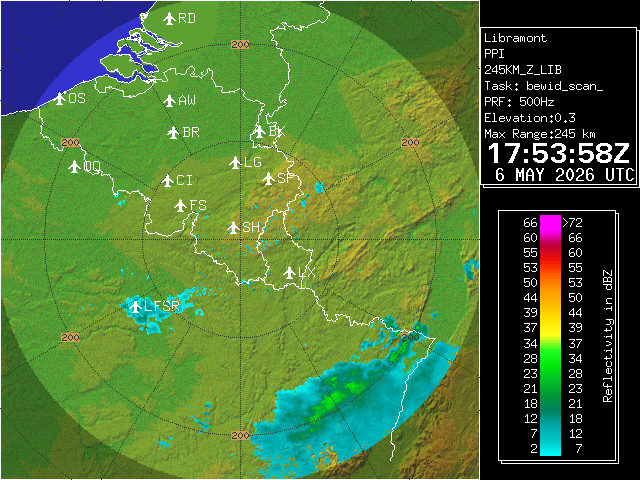 RD
200
OS
AW
BR
BK
200
200
QQ
LG
CI
SP
FS
SH
LX
LFSR
200
200
200
Libramont
PPI
245KM_Z_LIB
Task: bewid_scan_
PRF: 500Hz
Elevation:0.3
Max Range:245 km
17:53:58Z
6 MAY 2026 UTC
66 >72
60 66
55 60
53 55
50 53
44 50
39 44
37 39
34 37
28 34
23 28
21 23
18 21
12 18
7 12
2 7
Reflectivity in dBZ